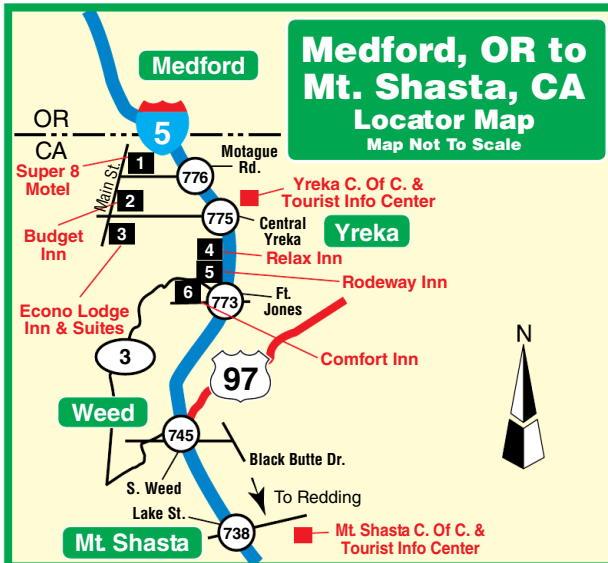 Medford, OR to
Mt. Shasta, CA
Locator Map
Map Not To Scale
Medford
OR
CA
5
1
Super 8
Motel
Main St.
Motague
Rd.
776
2
Budget
Inn
Yreka C. Of C. &
Tourist Info Center
775
Central
Yreka
Yreka
3
Econo Lodge
Inn & Suites
4
Relax Inn
5
Rodeway Inn
6
773
Ft.
Jones
Comfort Inn
3
97
N
Weed
745
S. Weed
Black Butte Dr.
To Redding
Lake St.
738
Mt. Shasta
Mt. Shasta C. Of C. &
Tourist Info Center